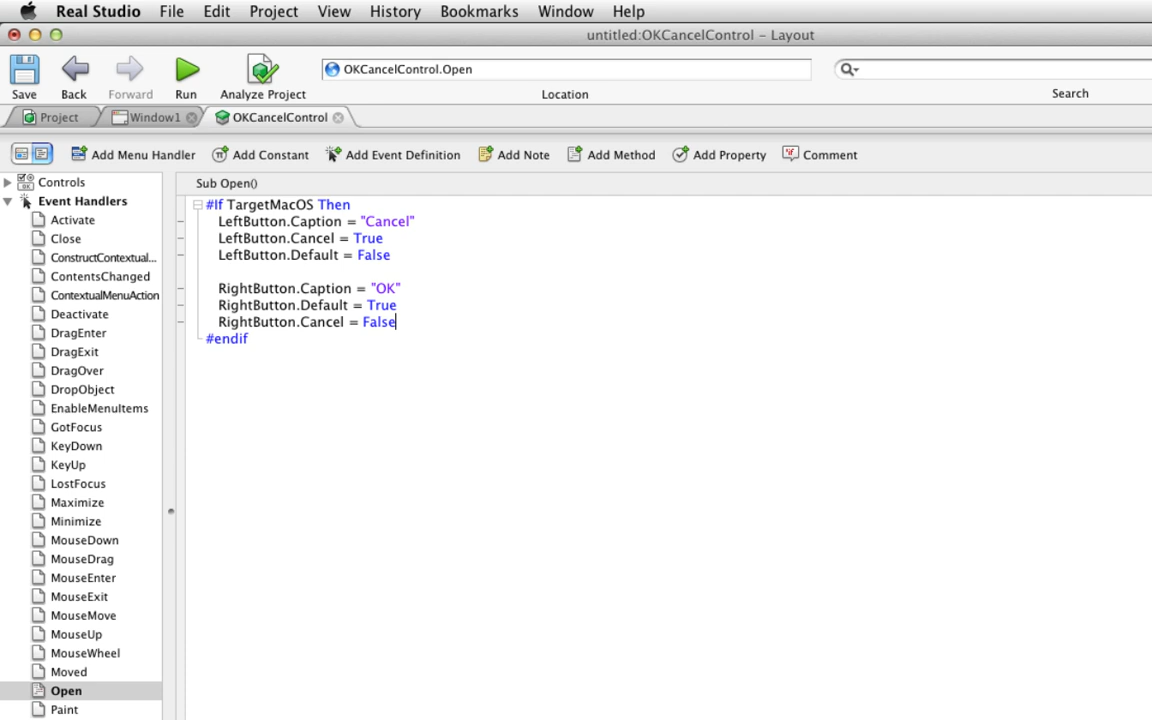 Real Studio File Edit Project View History Bookmarks Window Help
untitled:OKCancelControl – Layout
OKCancelControl.Open
Save Back Forward Run Analyze Project Location Search
Project Window1 OKCancelControl
Add Menu Handler Add Constant Add Event Definition Add Note Add Method Add Property Comment
Controls
Event Handlers
Activate
Close
ConstructContextual...
ContentsChanged
ContextualMenuAction
Deactivate
DragEnter
DragExit
DragOver
DropObject
EnableMenuItems
GotFocus
KeyDown
KeyUp
LostFocus
Maximize
Minimize
MouseDown
MouseDrag
MouseEnter
MouseExit
MouseMove
MouseUp
MouseWheel
Moved
Open
Paint
Sub Open()
#If TargetMacOS Then
LeftButton.Caption = "Cancel"
LeftButton.Cancel = True
LeftButton.Default = False
RightButton.Caption = "OK"
RightButton.Default = True
RightButton.Cancel = False
#endif